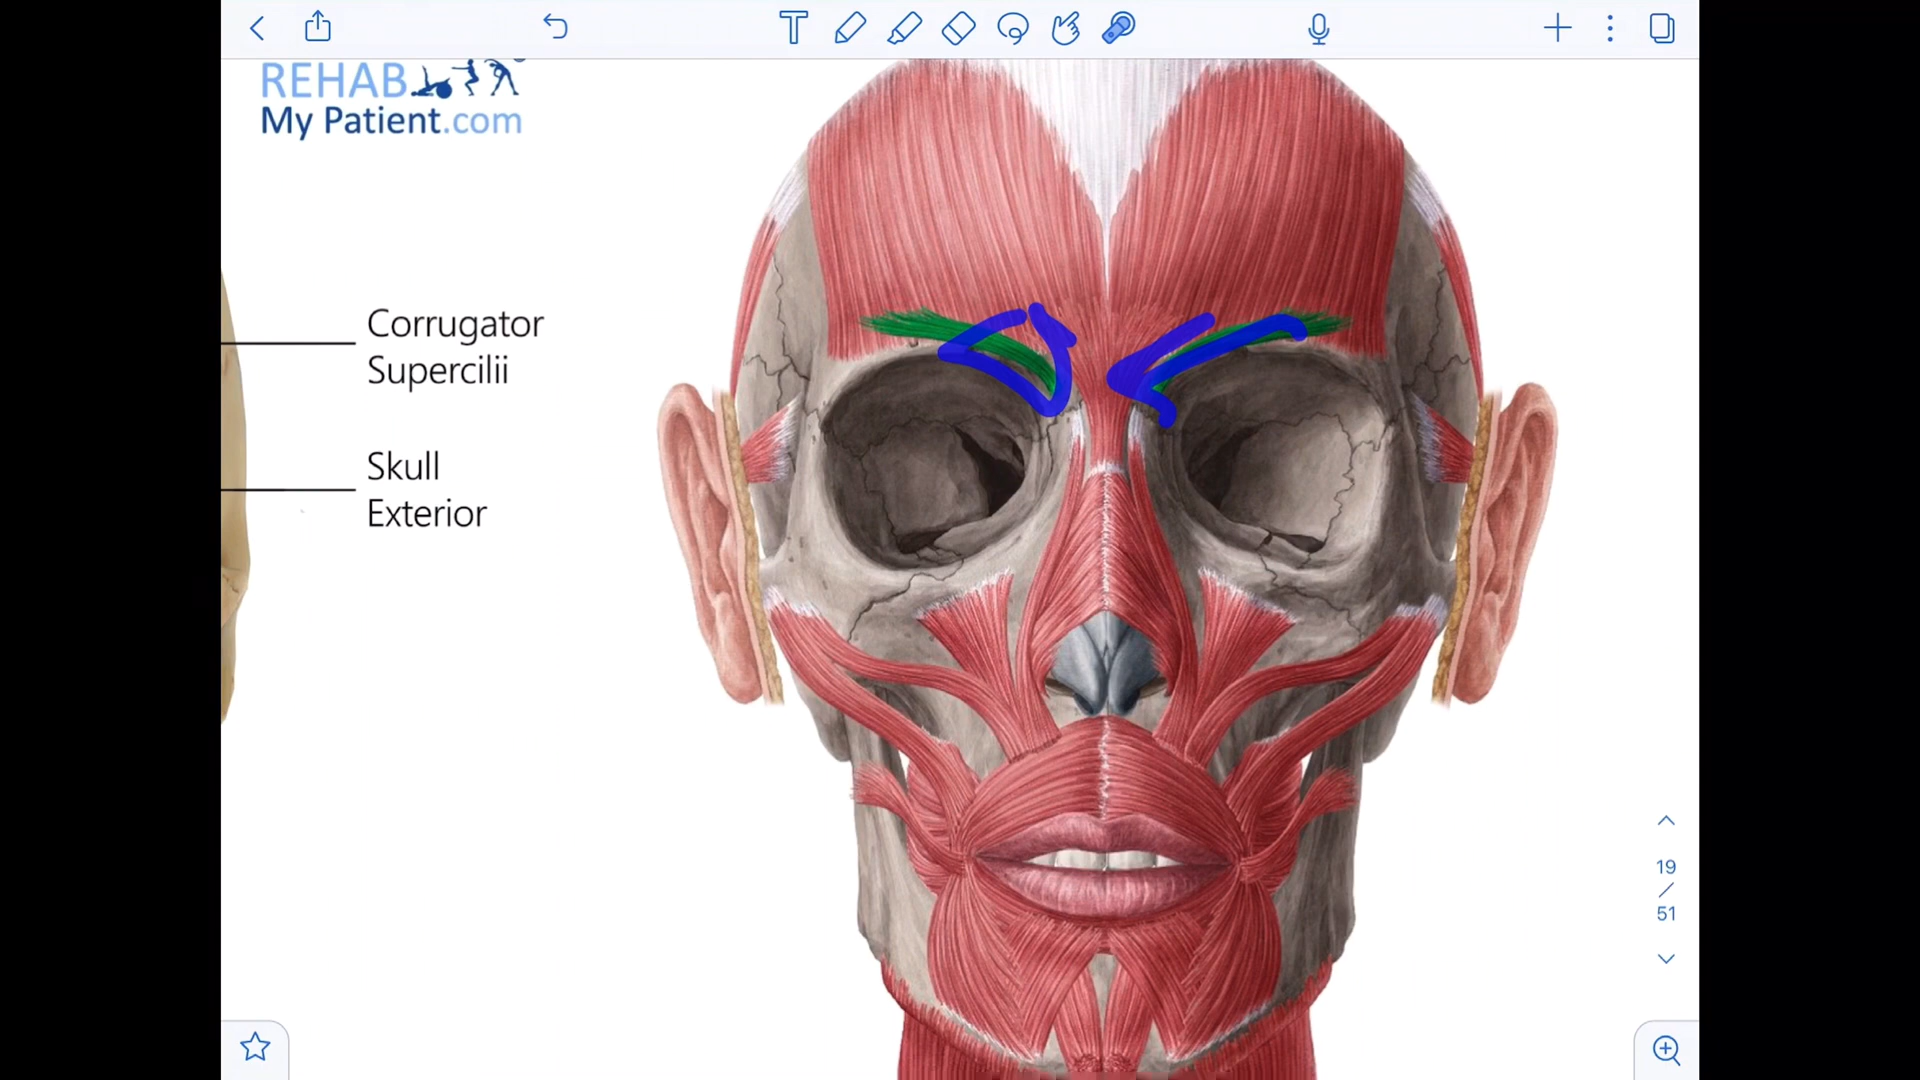 REHAB
My Patient.com
Corrugator
Supercilii
Skull
Exterior
19
/
51